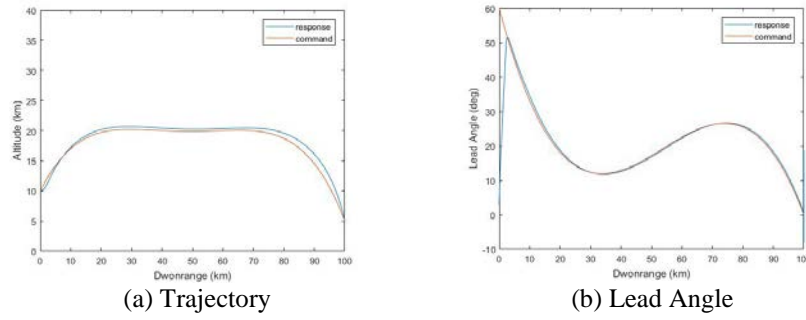 40
35
30
25
20
15
10
5
0
Altitude (km)
response
command
0 10 20 30 40 50 60 70 80 90 100
Dwonrange (km)
(a) Trajectory
60
50
40
30
20
10
0
-10
Lead Angle (deg)
response
command
0 10 20 30 40 50 60 70 80 90 100
Dwonrange (km)
(b) Lead Angle